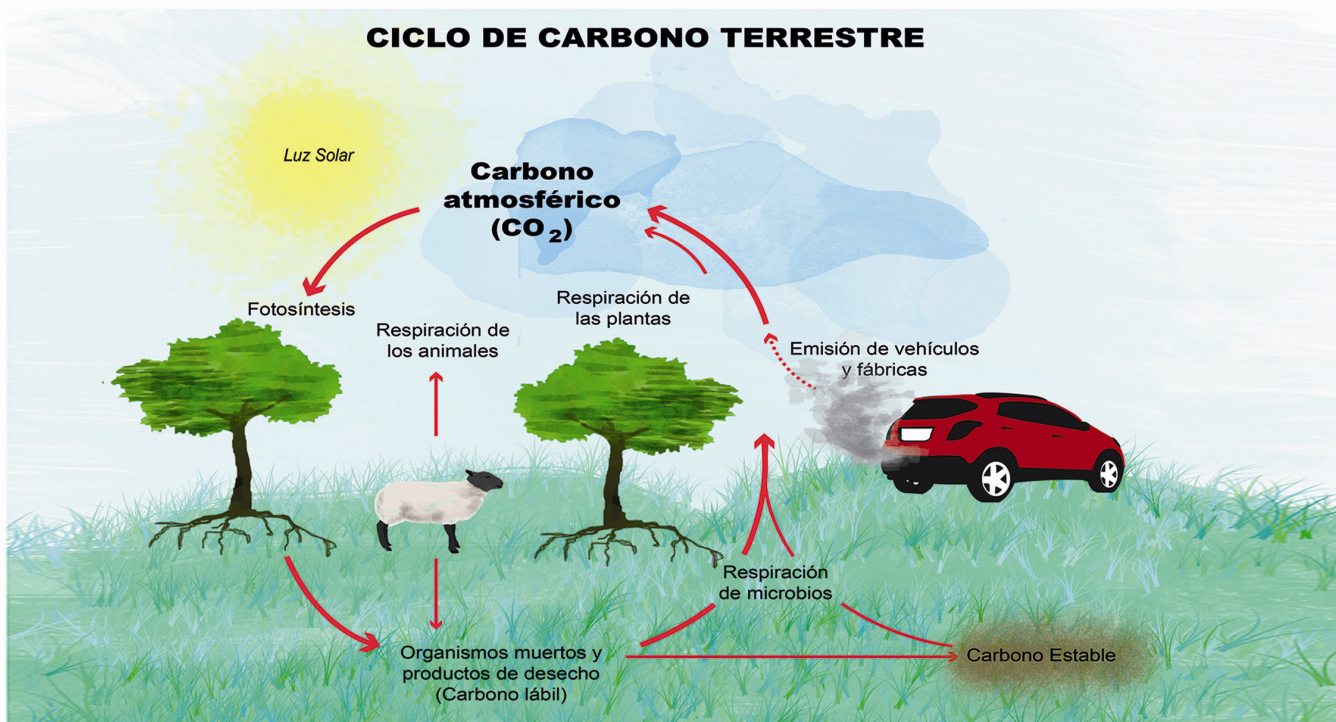 CICLO DE CARBONO TERRESTRE
Luz Solar
Carbono
atmosférico
(CO₂)
Fotosíntesis
Respiración de
los animales
Respiración de
las plantas
Emisión de vehículos
y fábricas
Respiración
de microbios
Organismos muertos y
productos de desecho
(Carbono lábil)
Carbono Estable